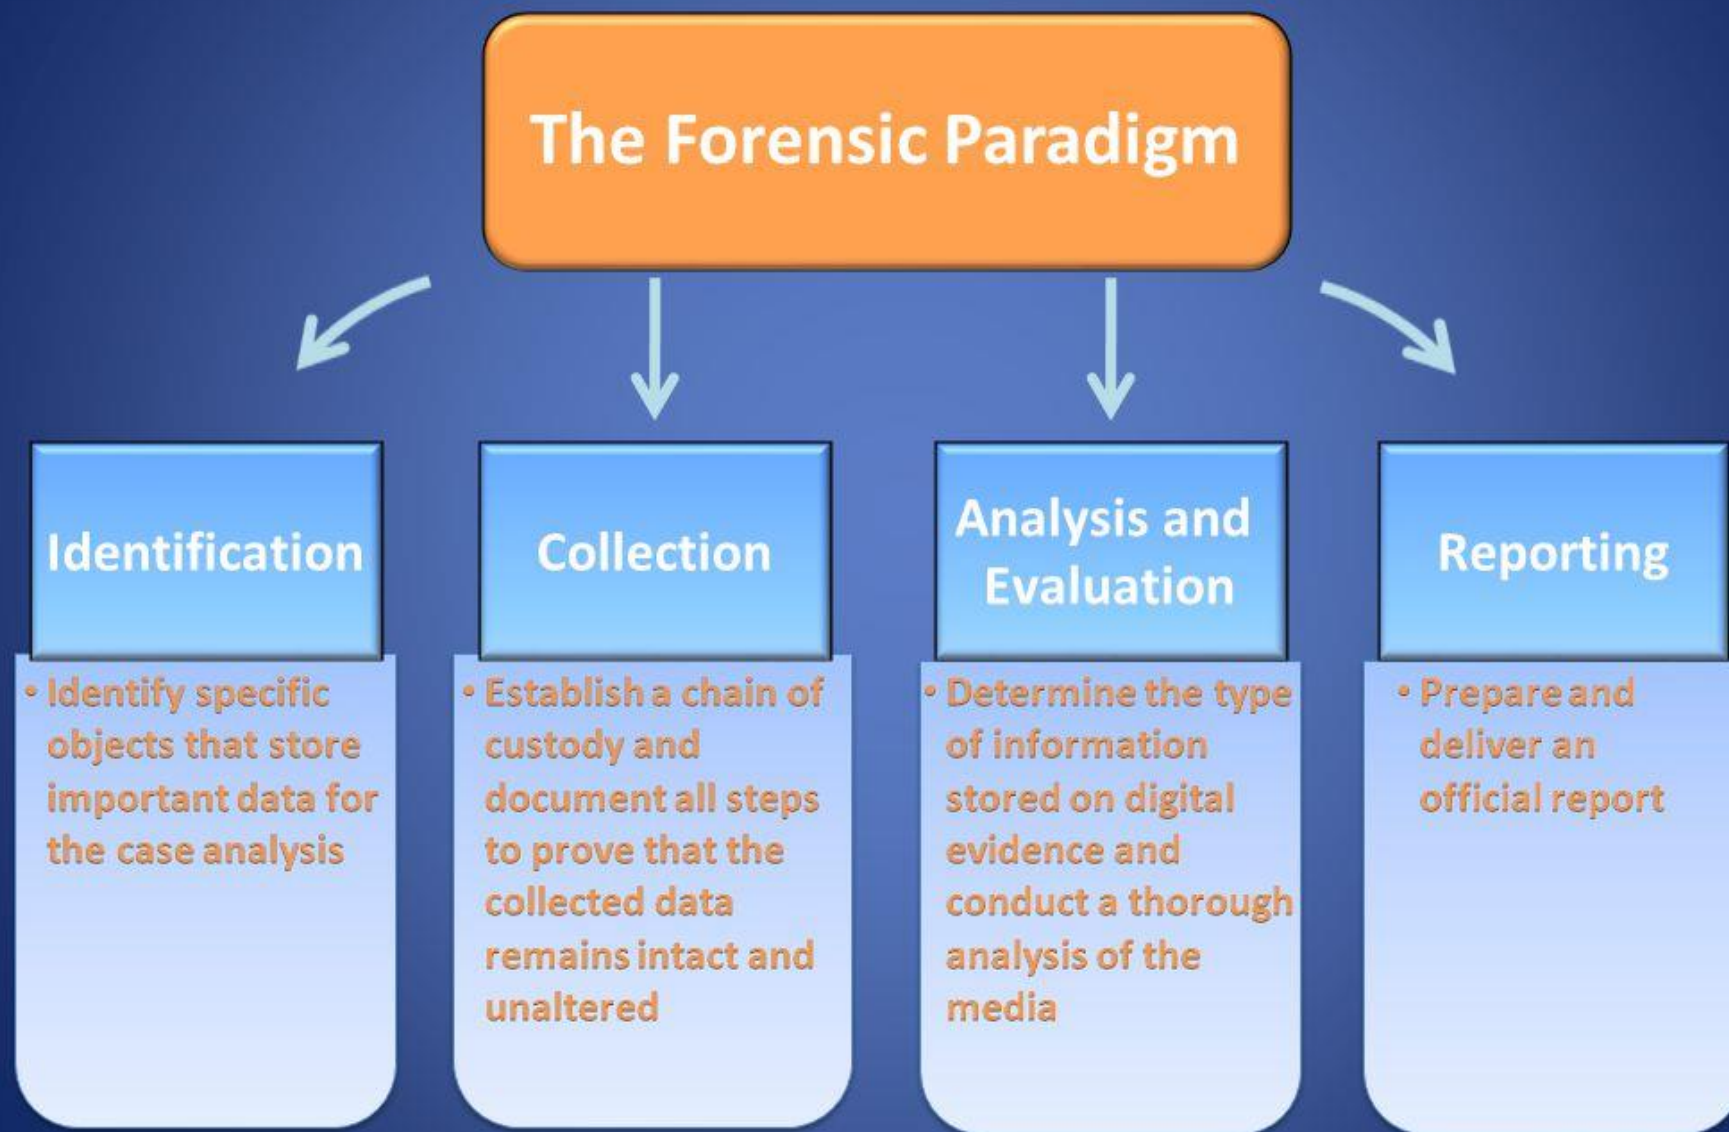 The Forensic Paradigm
Identification
• Identify specific
objects that store
important data for
the case analysis
Collection
• Establish a chain of
custody and
document all steps
to prove that the
collected data
remains intact and
unaltered
Analysis and
Evaluation
• Determine the type
of information
stored on digital
evidence and
conduct a thorough
analysis of the
media
Reporting
• Prepare and
deliver an
official report